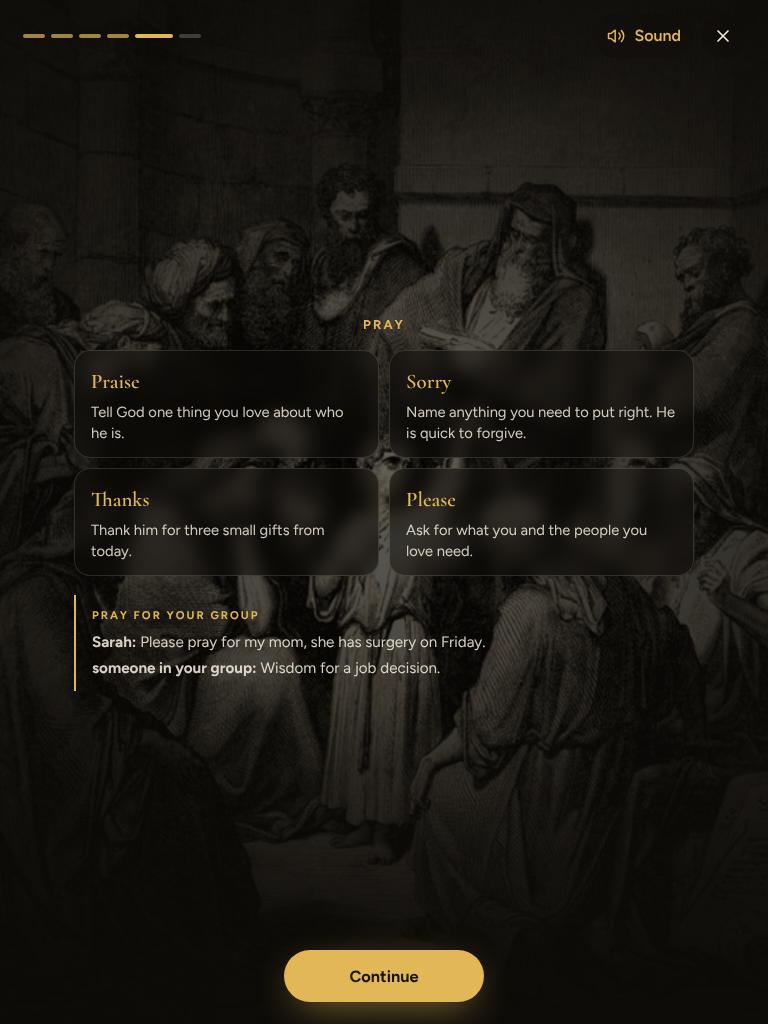 Sound
PRAY
Praise
Tell God one thing you love about who
he is.
Sorry
Name anything you need to put right. He
is quick to forgive.
Thanks
Thank him for three small gifts from
today.
Please
Ask for what you and the people you
love need.
PRAY FOR YOUR GROUP
Sarah: Please pray for my mom, she has surgery on Friday.
someone in your group: Wisdom for a job decision.
Continue